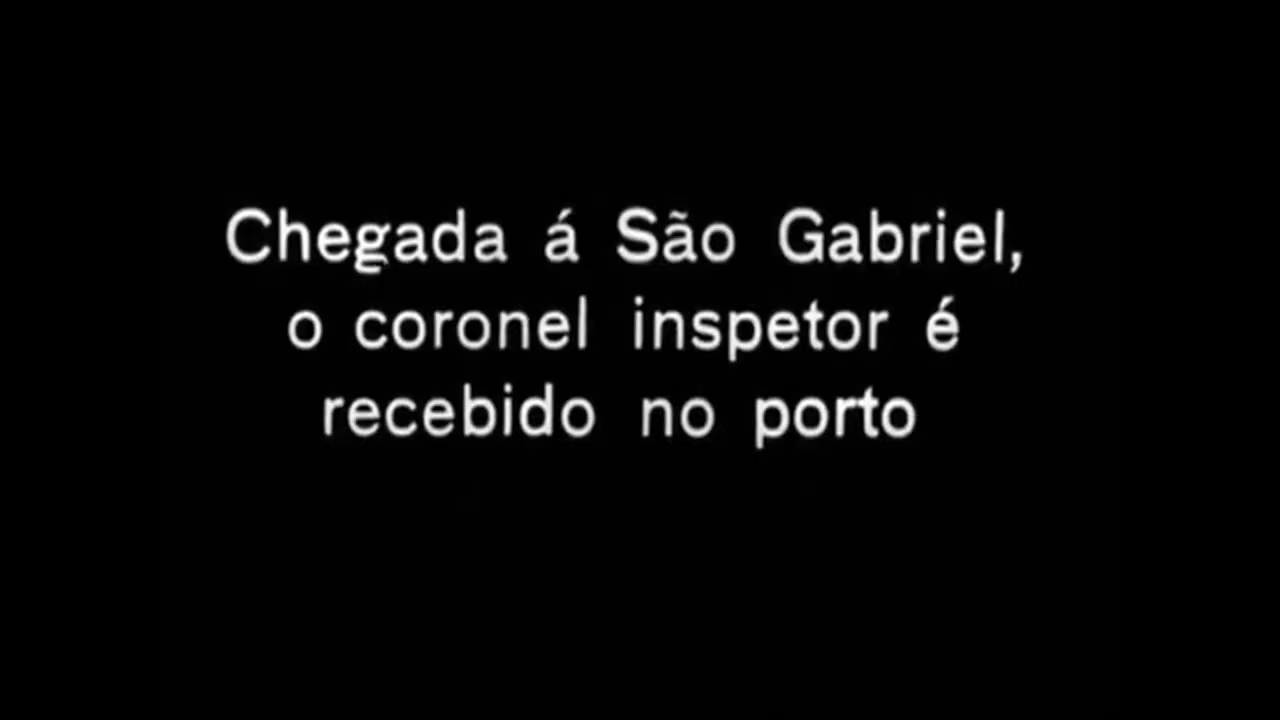 Chegada á São Gabriel,
o coronel inspetor é
recebido no porto